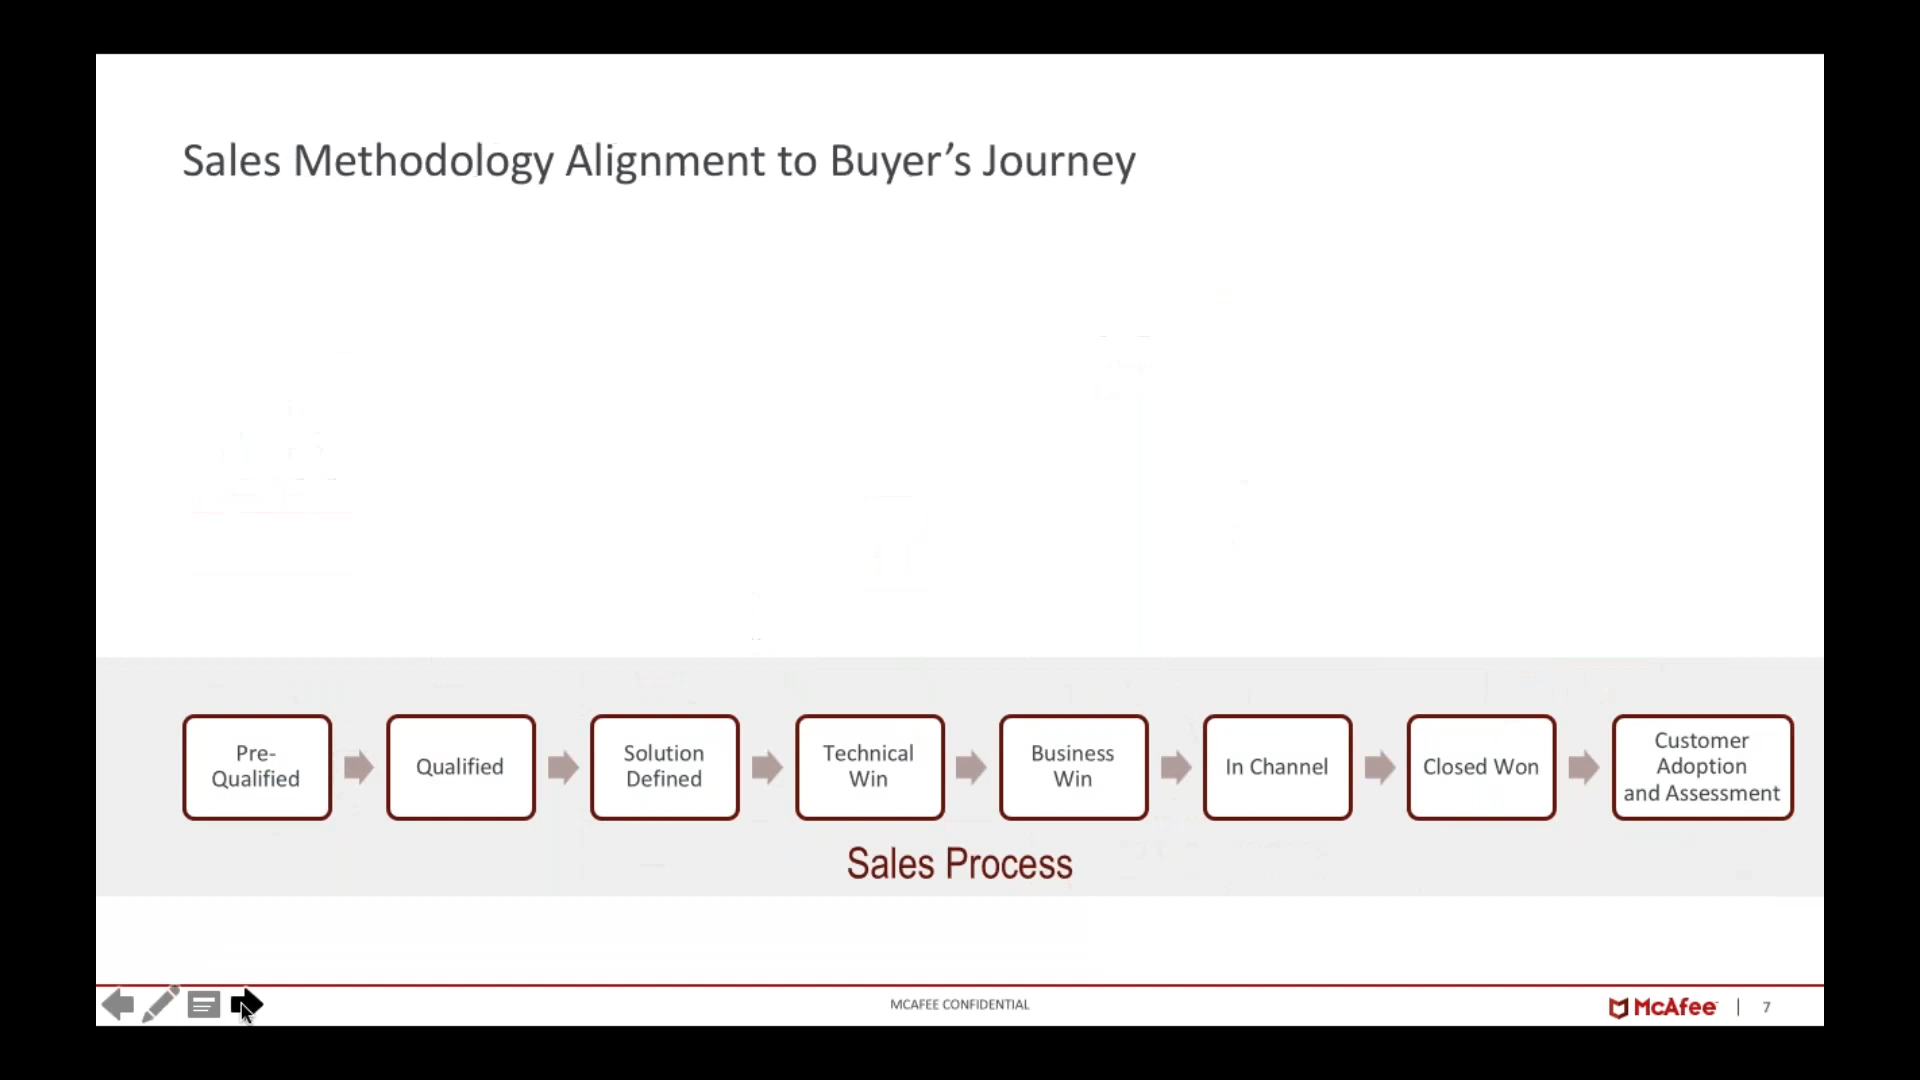 Sales Methodology Alignment to Buyer’s Journey
Pre-
Qualified
Qualified
Solution
Defined
Technical
Win
Business
Win
In Channel
Closed Won
Customer
Adoption
and Assessment
Sales Process
MCAFEE CONFIDENTIAL
McAfee | 7